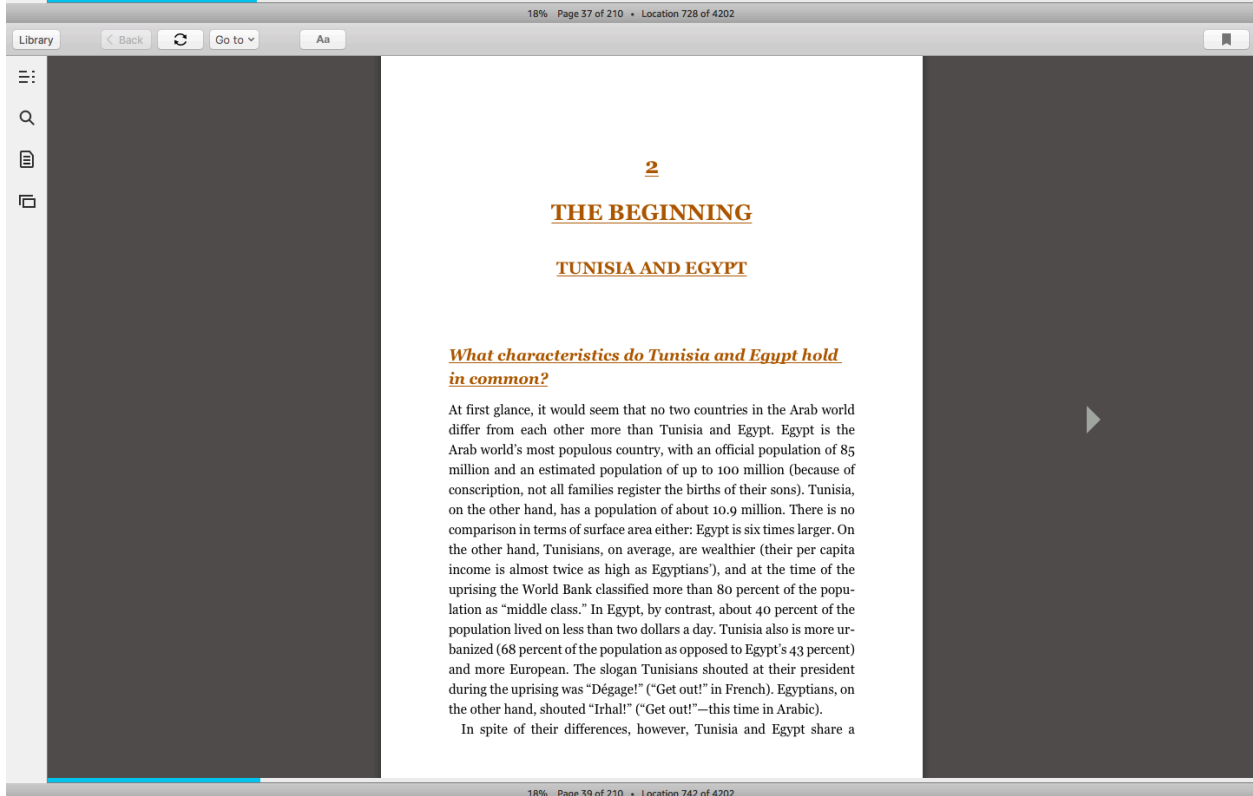 18% Page 37 of 210 • Location 728 of 4202
Library
< Back
Go to
Aa
2
THE BEGINNING
TUNISIA AND EGYPT
What characteristics do Tunisia and Egypt hold
in common?
At first glance, it would seem that no two countries in the Arab world
differ from each other more than Tunisia and Egypt. Egypt is the
Arab world’s most populous country, with an official population of 85
million and an estimated population of up to 100 million (because of
conscription, not all families register the births of their sons). Tunisia,
on the other hand, has a population of about 10.9 million. There is no
comparison in terms of surface area either: Egypt is six times larger. On
the other hand, Tunisians, on average, are wealthier (their per capita
income is almost twice as high as Egyptians’), and at the time of the
uprising the World Bank classified more than 80 percent of the popu-
lation as “middle class.” In Egypt, by contrast, about 40 percent of the
population lived on less than two dollars a day. Tunisia also is more ur-
banized (68 percent of the population as opposed to Egypt’s 43 percent)
and more European. The slogan Tunisians shouted at their president
during the uprising was “Dégage!” (“Get out!” in French). Egyptians, on
the other hand, shouted “Irhal!” (“Get out!”—this time in Arabic).
In spite of their differences, however, Tunisia and Egypt share a
18% Page 39 of 210 • Location 742 of 4202